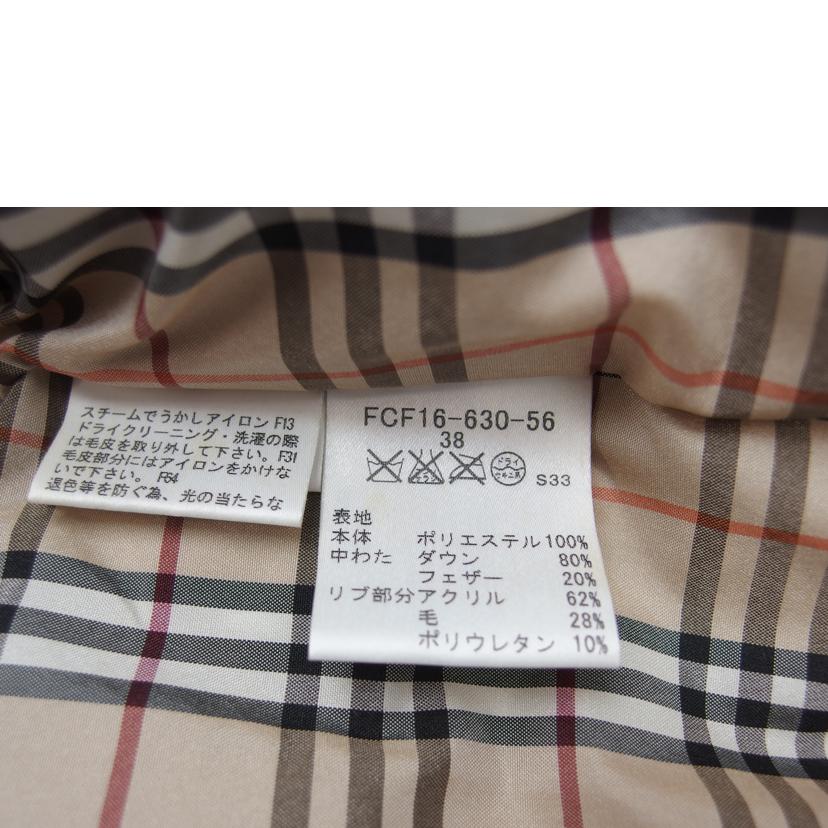 スチームでうかしアイロン F13
ドライクリーニング・洗濯の際
は毛皮を取り外して下さい。F31
毛皮部分にはアイロンをかけな
いで下さい。 F64
退色等を防ぐ為、光の当たらな
FCF16-630-56
38
ドライ
S33
表地
本体 ポリエステル100%
中わた ダウン 80%
フェザー 20%
リブ部分アクリル 62%
毛 28%
ポリウレタン 10%